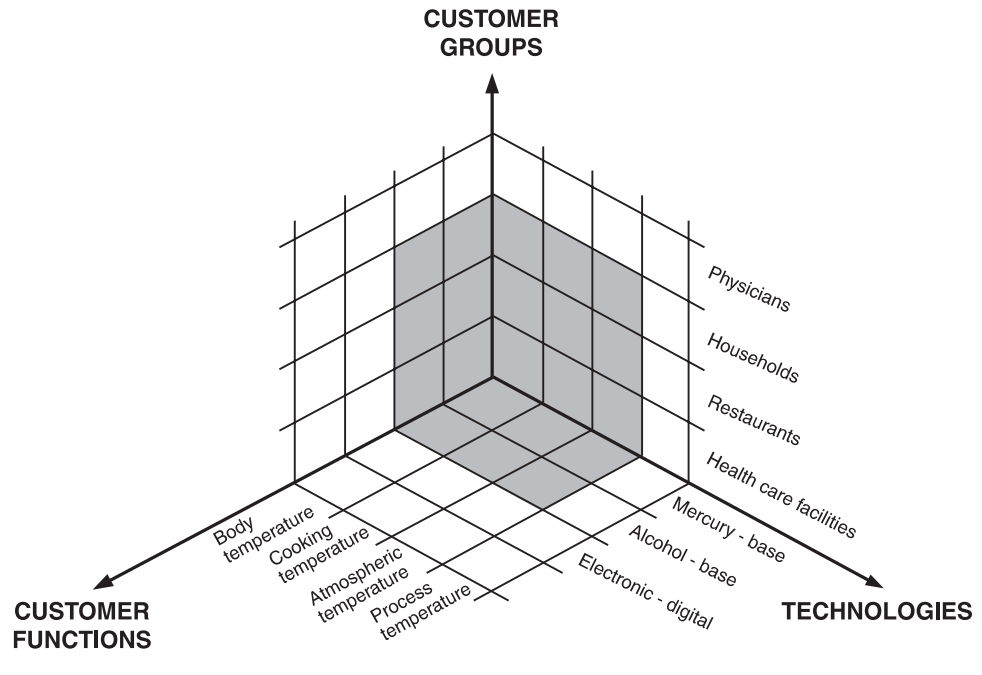 CUSTOMER
GROUPS
Physicians
Households
Restaurants
Health care facilities
Mercury - base
Alcohol - base
Electronic - digital
Body
temperature
Cooking
temperature
Atmospheric
temperature
Process
temperature
CUSTOMER
FUNCTIONS
TECHNOLOGIES